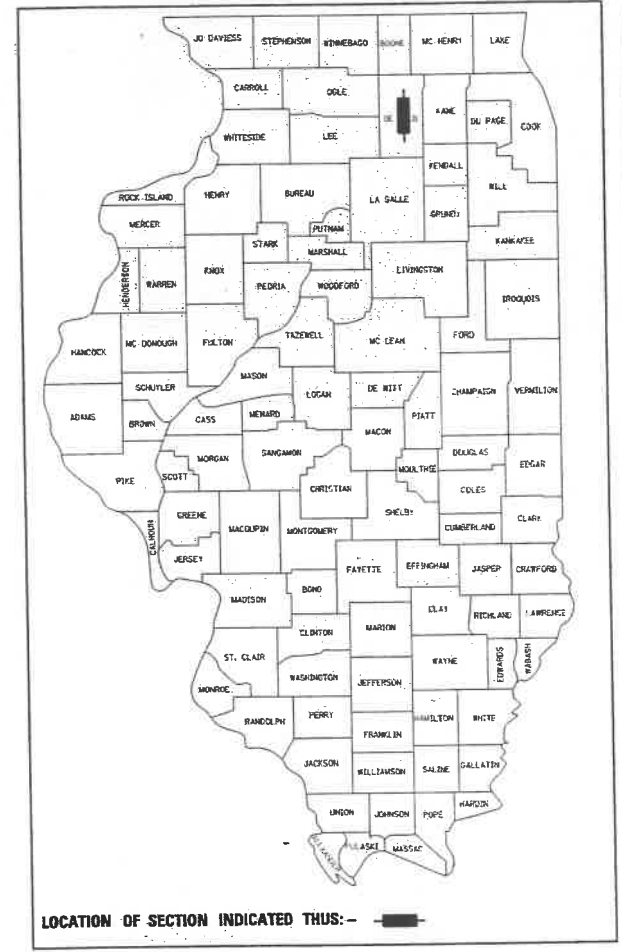 JO DAVIESS STEPHENSON WINNEBAGO BOONE MC HENRY LAKE
CARROLL OGLE KANE DU PAGE COOK
DE
WHITESIDE LEE
KENDALL
ROCK ISLAND HENRY BUREAU LA SALLE WILL
GRUNDY
MERCER PUTNAM
STARK MARSHALL KANKAKEE
HENDERSON WARREN KNOX PEORIA WOODFORD LIVINGSTON
IROQUOIS
HANCOCK MC DONOUGH FULTON TAZEWELL MC LEAN FORD
MASON
SCHUYLER LOGAN DE WITT CHAMPAIGN VERMILION
ADAMS BROWN CASS MENARD PIATT
MACON
PIKE SCOTT MORGAN SANGAMON MOULTRIE DOUGLAS EDGAR
CHRISTIAN COLES
GREENE MACOUPIN MONTGOMERY SHELBY CUMBERLAND CLARK
CALHOUN JERSEY
FAYETTE EFFINGHAM JASPER CRAWFORD
MADISON BOND
CLAY RICHLAND LAWRENCE
CLINTON MARION
ST. CLAIR WAYNE EDWARDS WABASH
WASHINGTON JEFFERSON
MONROE
RANDOLPH PERRY HAMILTON WHITE
FRANKLIN
JACKSON WILLIAMSON SALINE GALLATIN
UNION JOHNSON POPE HARDIN
PULASKI MASSAC
LOCATION OF SECTION INDICATED THUS:-